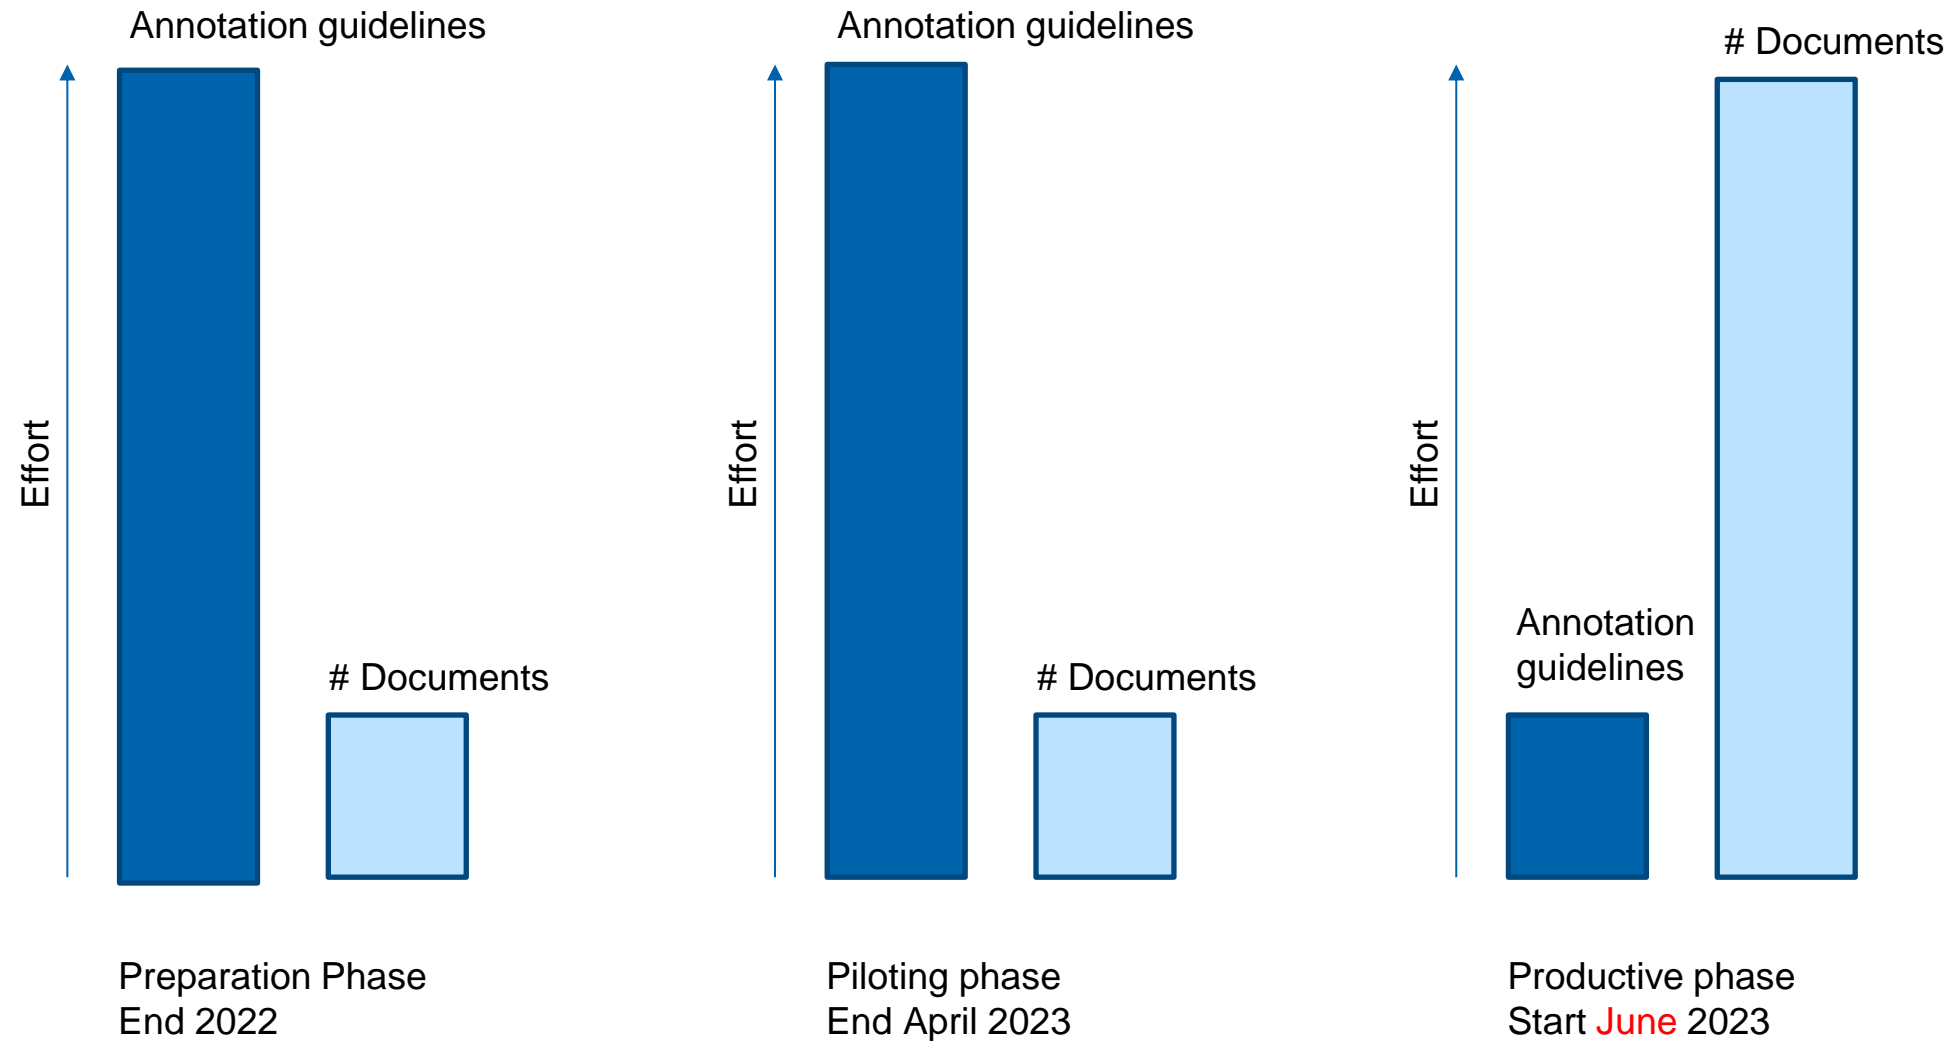 Annotation guidelines
Effort
# Documents
Preparation Phase
End 2022
Annotation guidelines
Effort
# Documents
Piloting phase
End April 2023
# Documents
Effort
Annotation
guidelines
Productive phase
Start June 2023